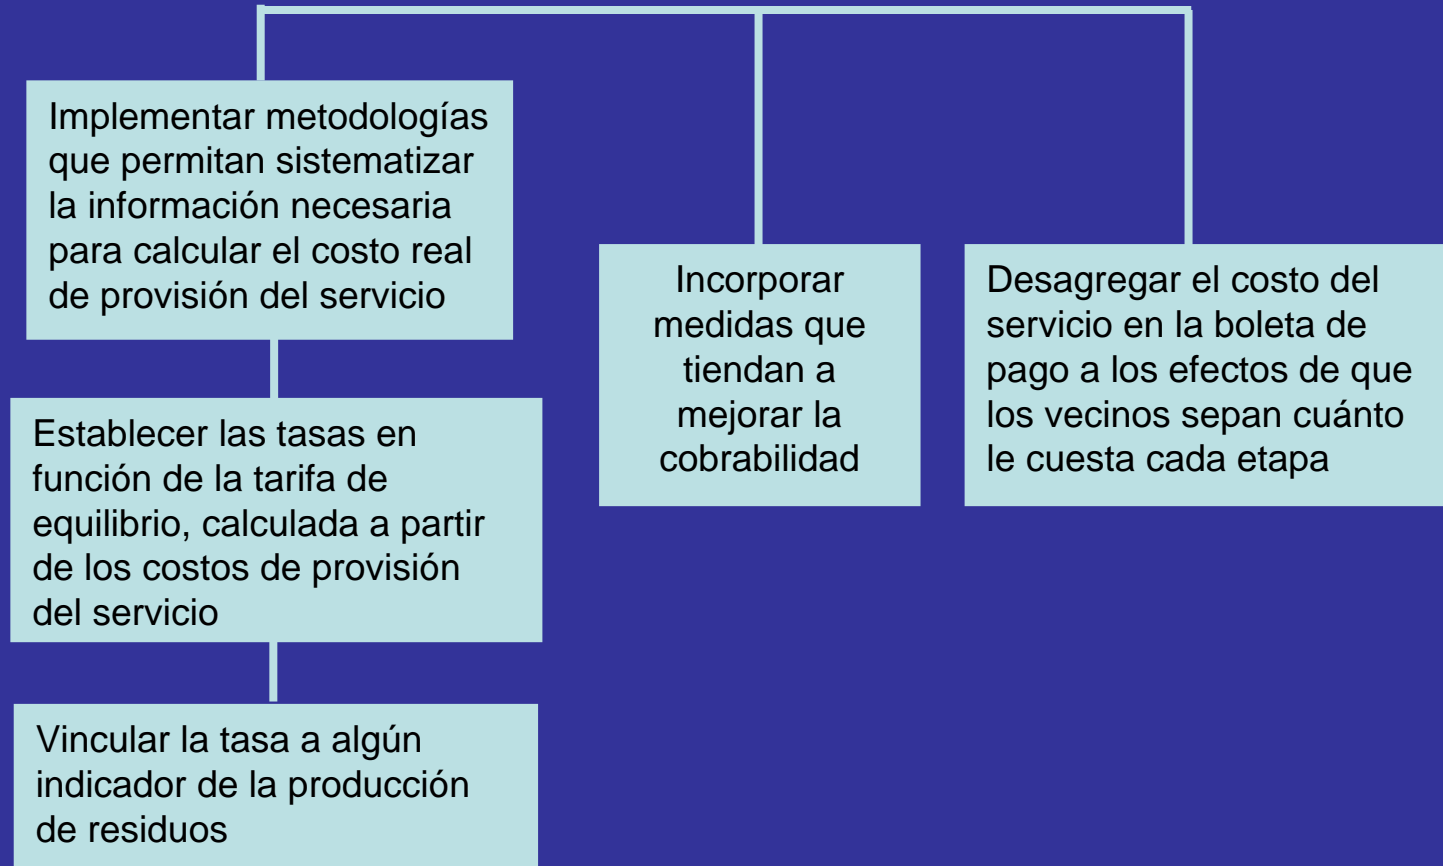 Implementar metodologías
que permitan sistematizar
la información necesaria
para calcular el costo real
de provisión del servicio
Establecer las tasas en
función de la tarifa de
equilibrio, calculada a partir
de los costos de provisión
del servicio
Vincular la tasa a algún
indicador de la producción
de residuos
Incorporar
medidas que
tiendan a
mejorar la
cobrabilidad
Desagregar el costo del
servicio en la boleta de
pago a los efectos de que
los vecinos sepan cuánto
le cuesta cada etapa